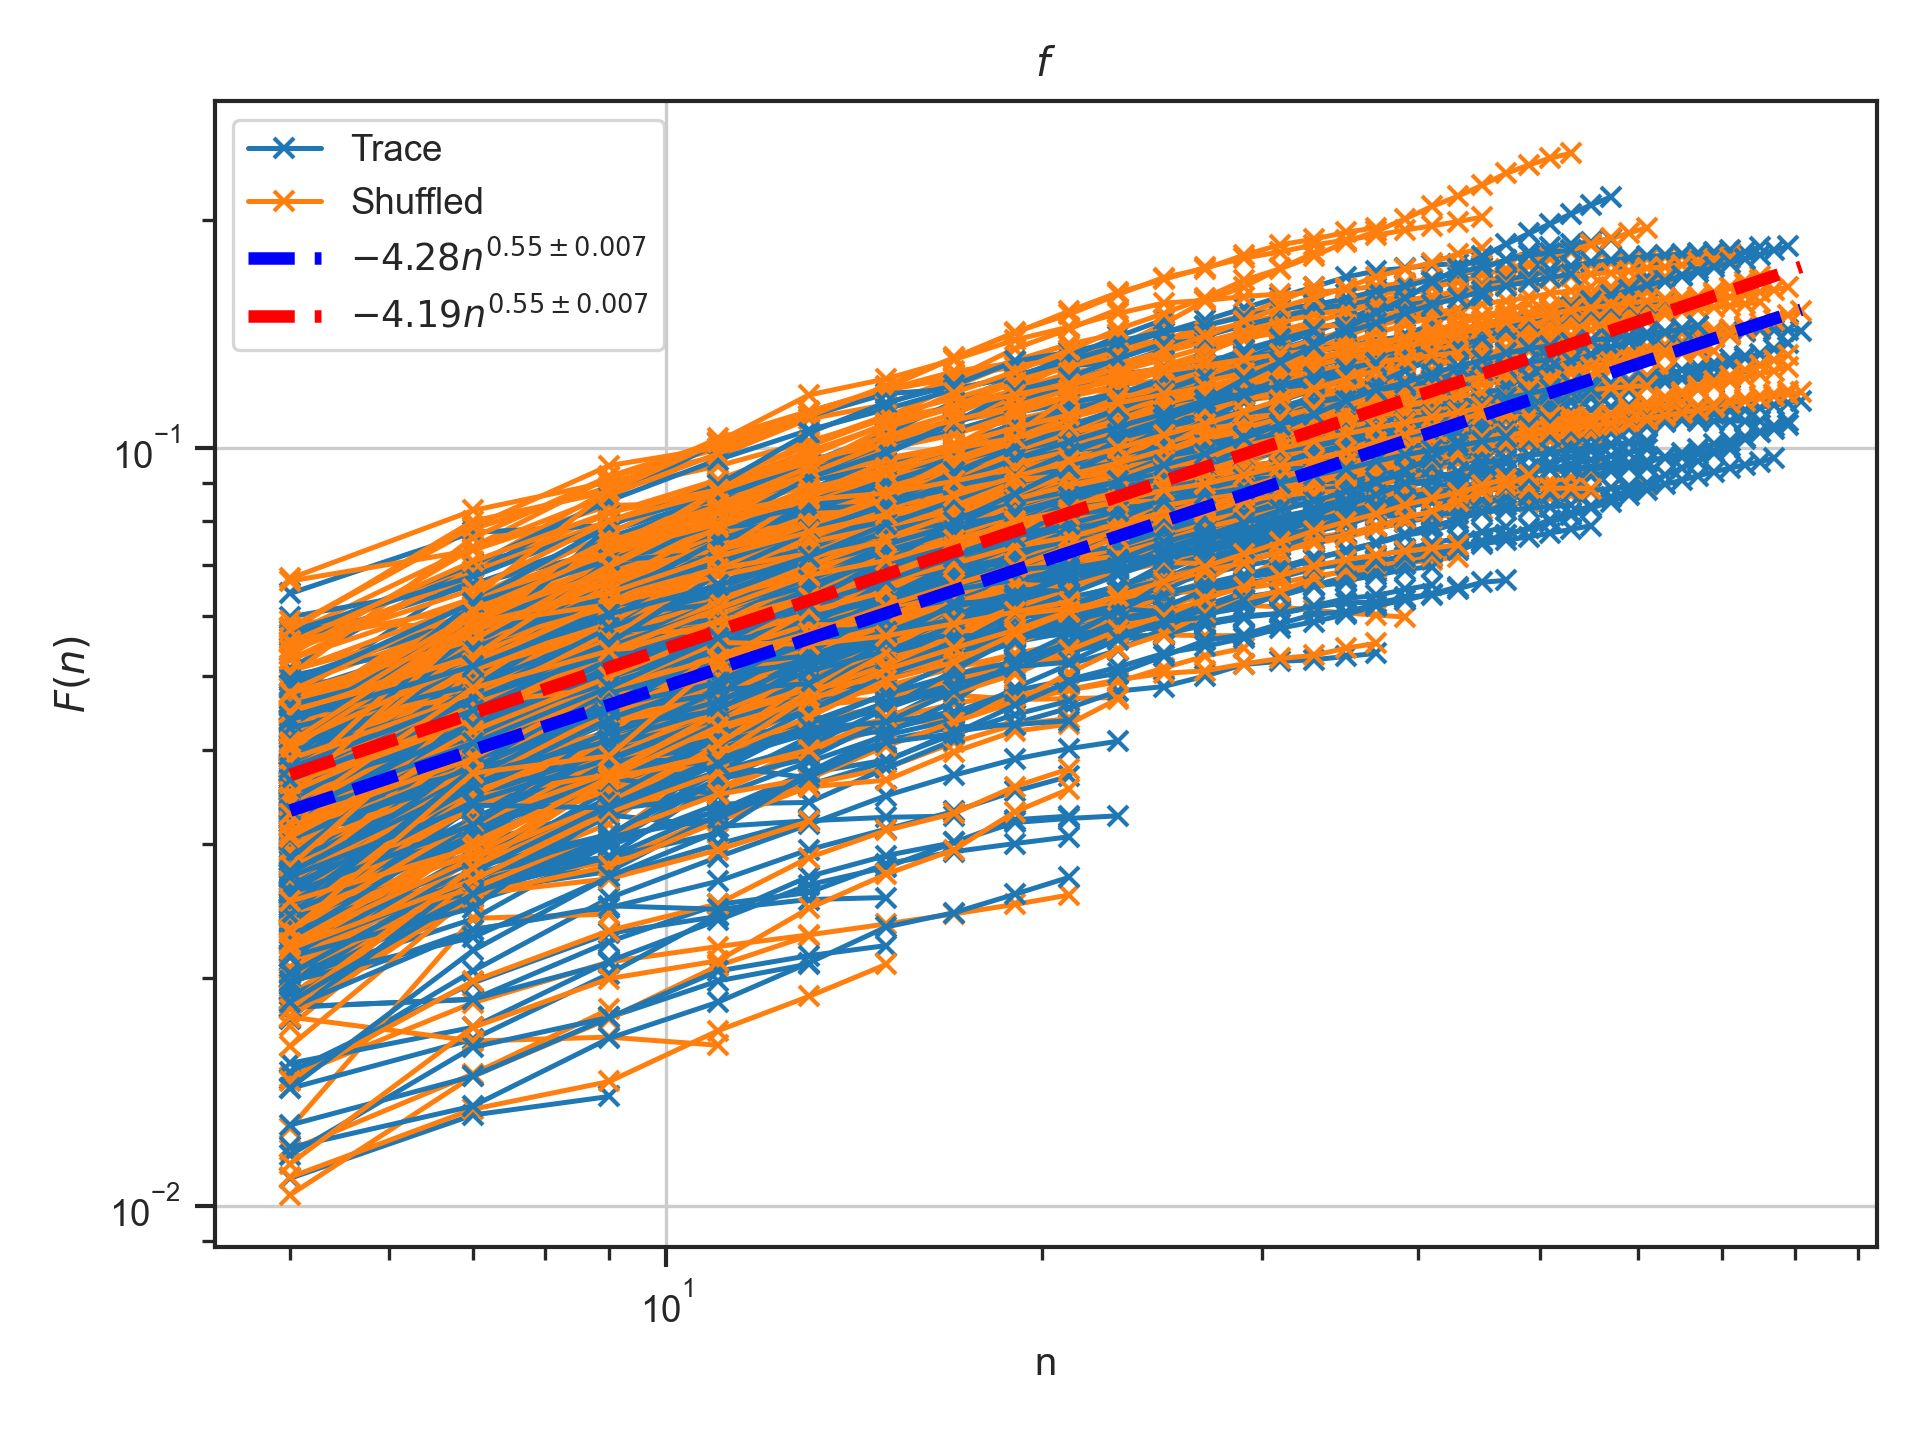 f
Trace
Shuffled
−4.28n^{0.55±0.007}
−4.19n^{0.55±0.007}
F(n)
10^{−1}
10^{−2}
10^{1}
n